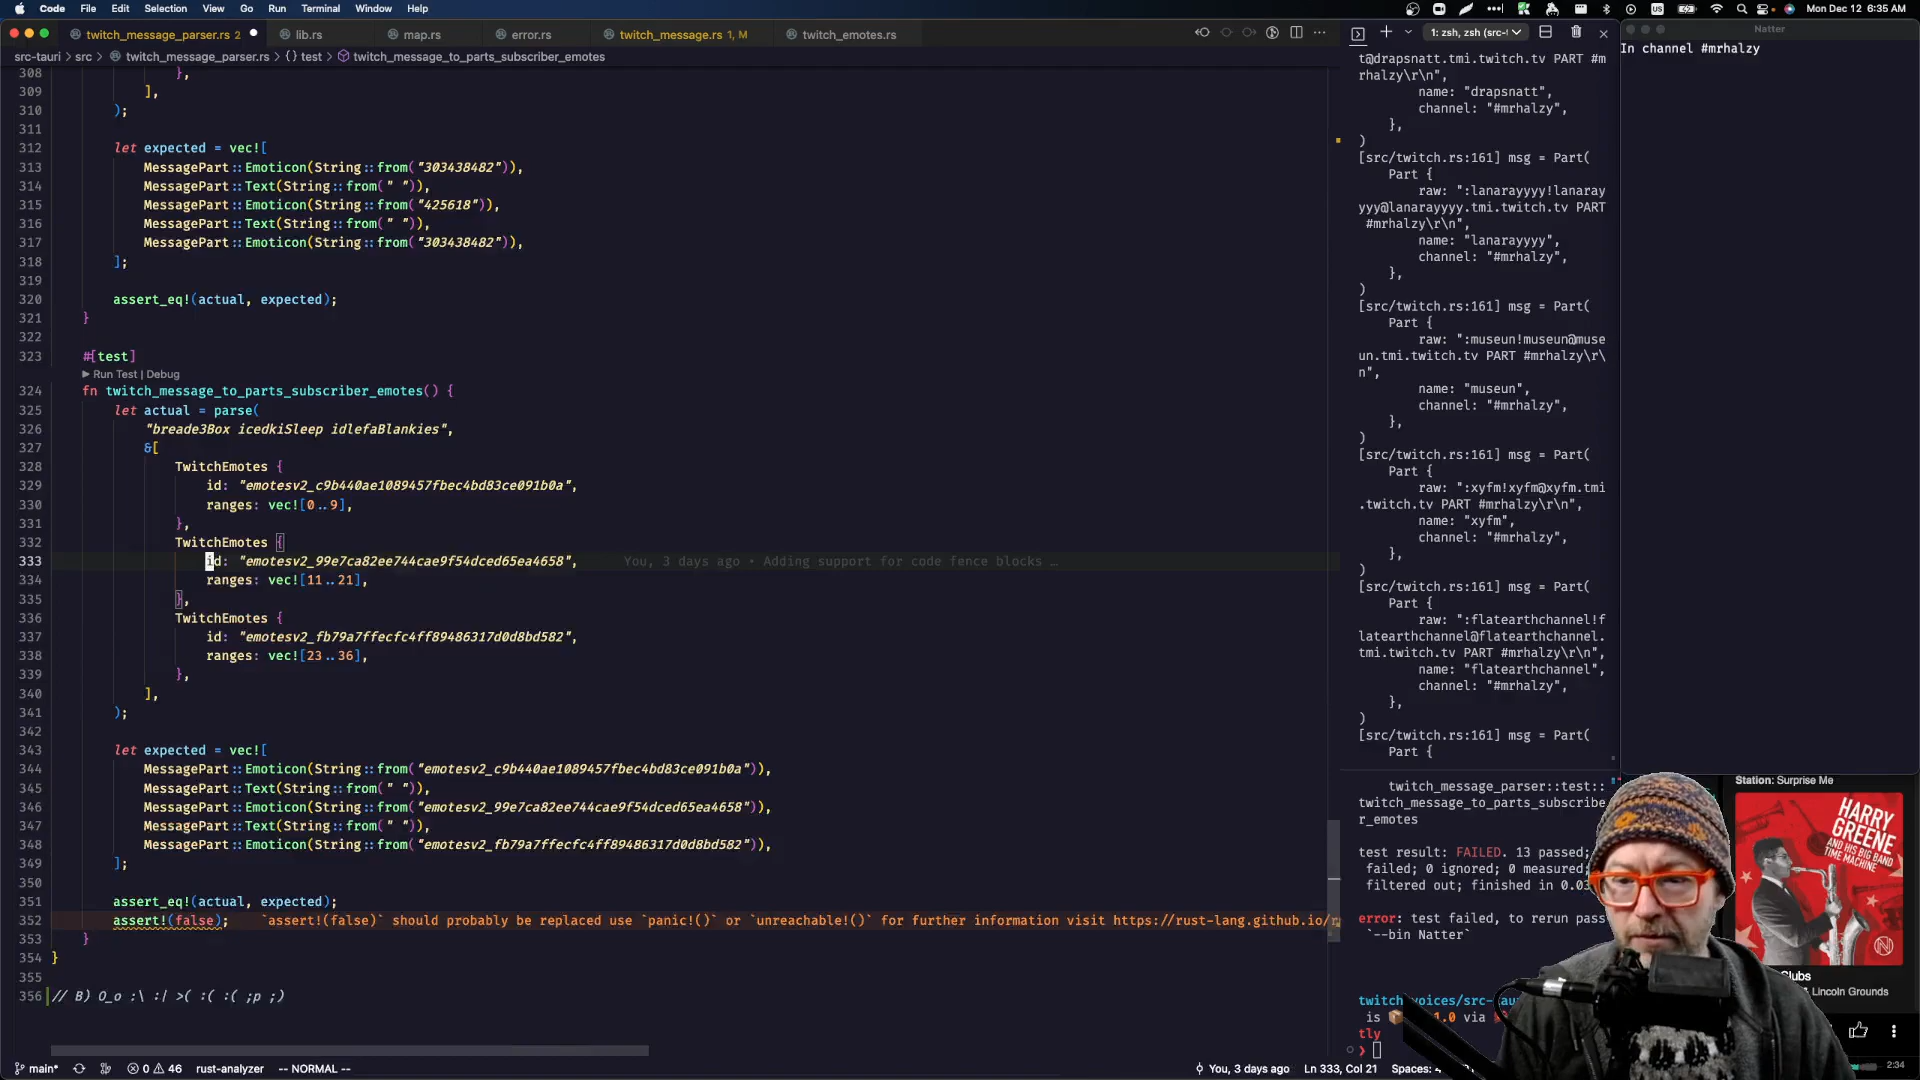 Code File Edit Selection View Go Run Terminal Window Help
Mon Dec 12 6:35 AM
twitch_message_parser.rs 2 lib.rs map.rs error.rs twitch_message.rs 1, M twitch_emotes.rs
src-tauri > src > twitch_message_parser.rs > {} test > twitch_message_to_parts_subscriber_emotes
308 },
309 ],
310 );
311
312 let expected = vec![
313 MessagePart::Emoticon(String::from("303438482")),
314 MessagePart::Text(String::from(" ")),
315 MessagePart::Emoticon(String::from("425618")),
316 MessagePart::Text(String::from(" ")),
317 MessagePart::Emoticon(String::from("303438482")),
318 ];
319
320 assert_eq!(actual, expected);
321 }
322
323 #[test]
▶ Run Test | Debug
324 fn twitch_message_to_parts_subscriber_emotes() {
325 let actual = parse(
326 "breade3Box icedkiSleep idlefaBlankies",
327 &[
328 TwitchEmotes {
329 id: "emotesv2_c9b440ae1089457fbec4bd83ce091b0a",
330 ranges: vec![0..9],
331 },
332 TwitchEmotes {
333 id: "emotesv2_99e7ca82ee744cae9f54dced65ea4658", You, 3 days ago • Adding support for code fence blocks …
334 ranges: vec![11..21],
335 },
336 TwitchEmotes {
337 id: "emotesv2_fb79a7ffecfc4ff89486317d0d8bd582",
338 ranges: vec![23..36],
339 },
340 ],
341 );
342
343 let expected = vec![
344 MessagePart::Emoticon(String::from("emotesv2_c9b440ae1089457fbec4bd83ce091b0a")),
345 MessagePart::Text(String::from(" ")),
346 MessagePart::Emoticon(String::from("emotesv2_99e7ca82ee744cae9f54dced65ea4658")),
347 MessagePart::Text(String::from(" ")),
348 MessagePart::Emoticon(String::from("emotesv2_fb79a7ffecfc4ff89486317d0d8bd582")),
349 ];
350
351 assert_eq!(actual, expected);
352 assert!(false); `assert!(false)` should probably be replaced use `panic!()` or `unreachable!()` for further information visit https://rust-lang.github.io/r
353 }
354 }
355
356 // B) O_o :\ :| >( :( :( ;p ;)
main* 0 46 rust-analyzer -- NORMAL -- You, 3 days ago Ln 333, Col 21 Spaces:
1: zsh, zsh (src-!
t@drapsnatt.tmi.twitch.tv PART #m
rhalzy\r\n",
name: "drapsnatt",
channel: "#mrhalzy",
},
)
[src/twitch.rs:161] msg = Part(
Part {
raw: ":lanarayyyy!lanaray
yyy@lanarayyyy.tmi.twitch.tv PART
#mrhalzy\r\n",
name: "lanarayyyy",
channel: "#mrhalzy",
},
)
[src/twitch.rs:161] msg = Part(
Part {
raw: ":museun!museun@muse
un.tmi.twitch.tv PART #mrhalzy\r\
n",
name: "museun",
channel: "#mrhalzy",
},
)
[src/twitch.rs:161] msg = Part(
Part {
raw: ":xyfm!xyfm@xyfm.tmi
.twitch.tv PART #mrhalzy\r\n",
name: "xyfm",
channel: "#mrhalzy",
},
)
[src/twitch.rs:161] msg = Part(
Part {
raw: ":flatearthchannel!f
latearthchannel@flatearthchannel.
tmi.twitch.tv PART #mrhalzy\r\n",
name: "flatearthchannel",
channel: "#mrhalzy",
},
)
[src/twitch.rs:161] msg = Part(
Part {
twitch_message_parser::test::
twitch_message_to_parts_subscribe
r_emotes
test result: FAILED. 13 passed;
failed; 0 ignored; 0 measured;
filtered out; finished in 0.03
error: test failed, to rerun pass
`--bin Natter`
is 1.0 via
tly
❯
Natter
In channel #mrhalzy
Station: Surprise Me
HARRY
GREENE
AND HIS BIG BAND
TIME MACHINE
Clubs
Lincoln Grounds
2:34